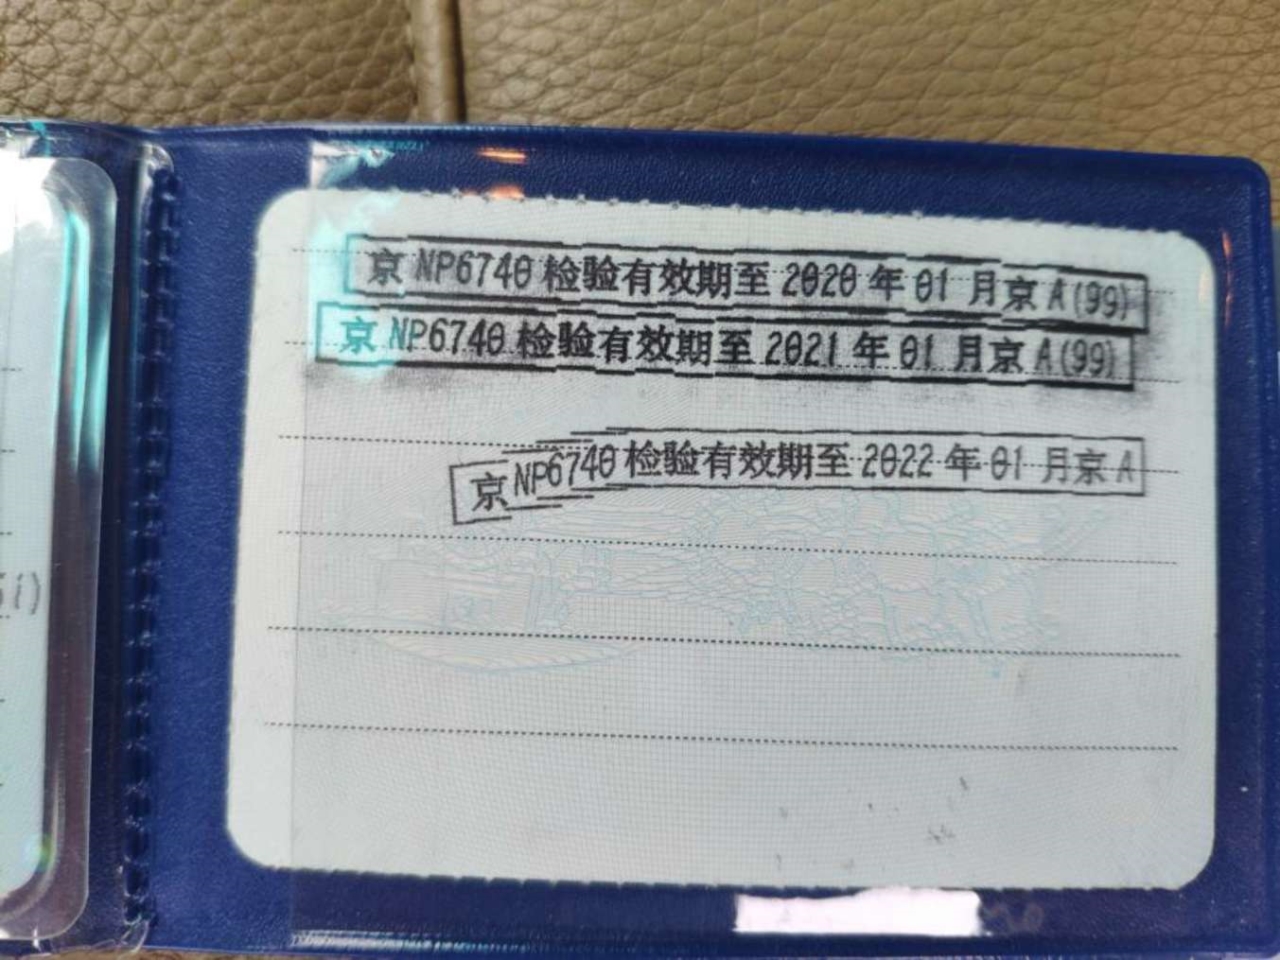 京 NP6740 检验有效期至 2020 年 01 月京 A(99)
京 NP6740 检验有效期至 2021 年 01 月京 A(99)
京 NP6740 检验有效期至 2022 年 01 月京 A